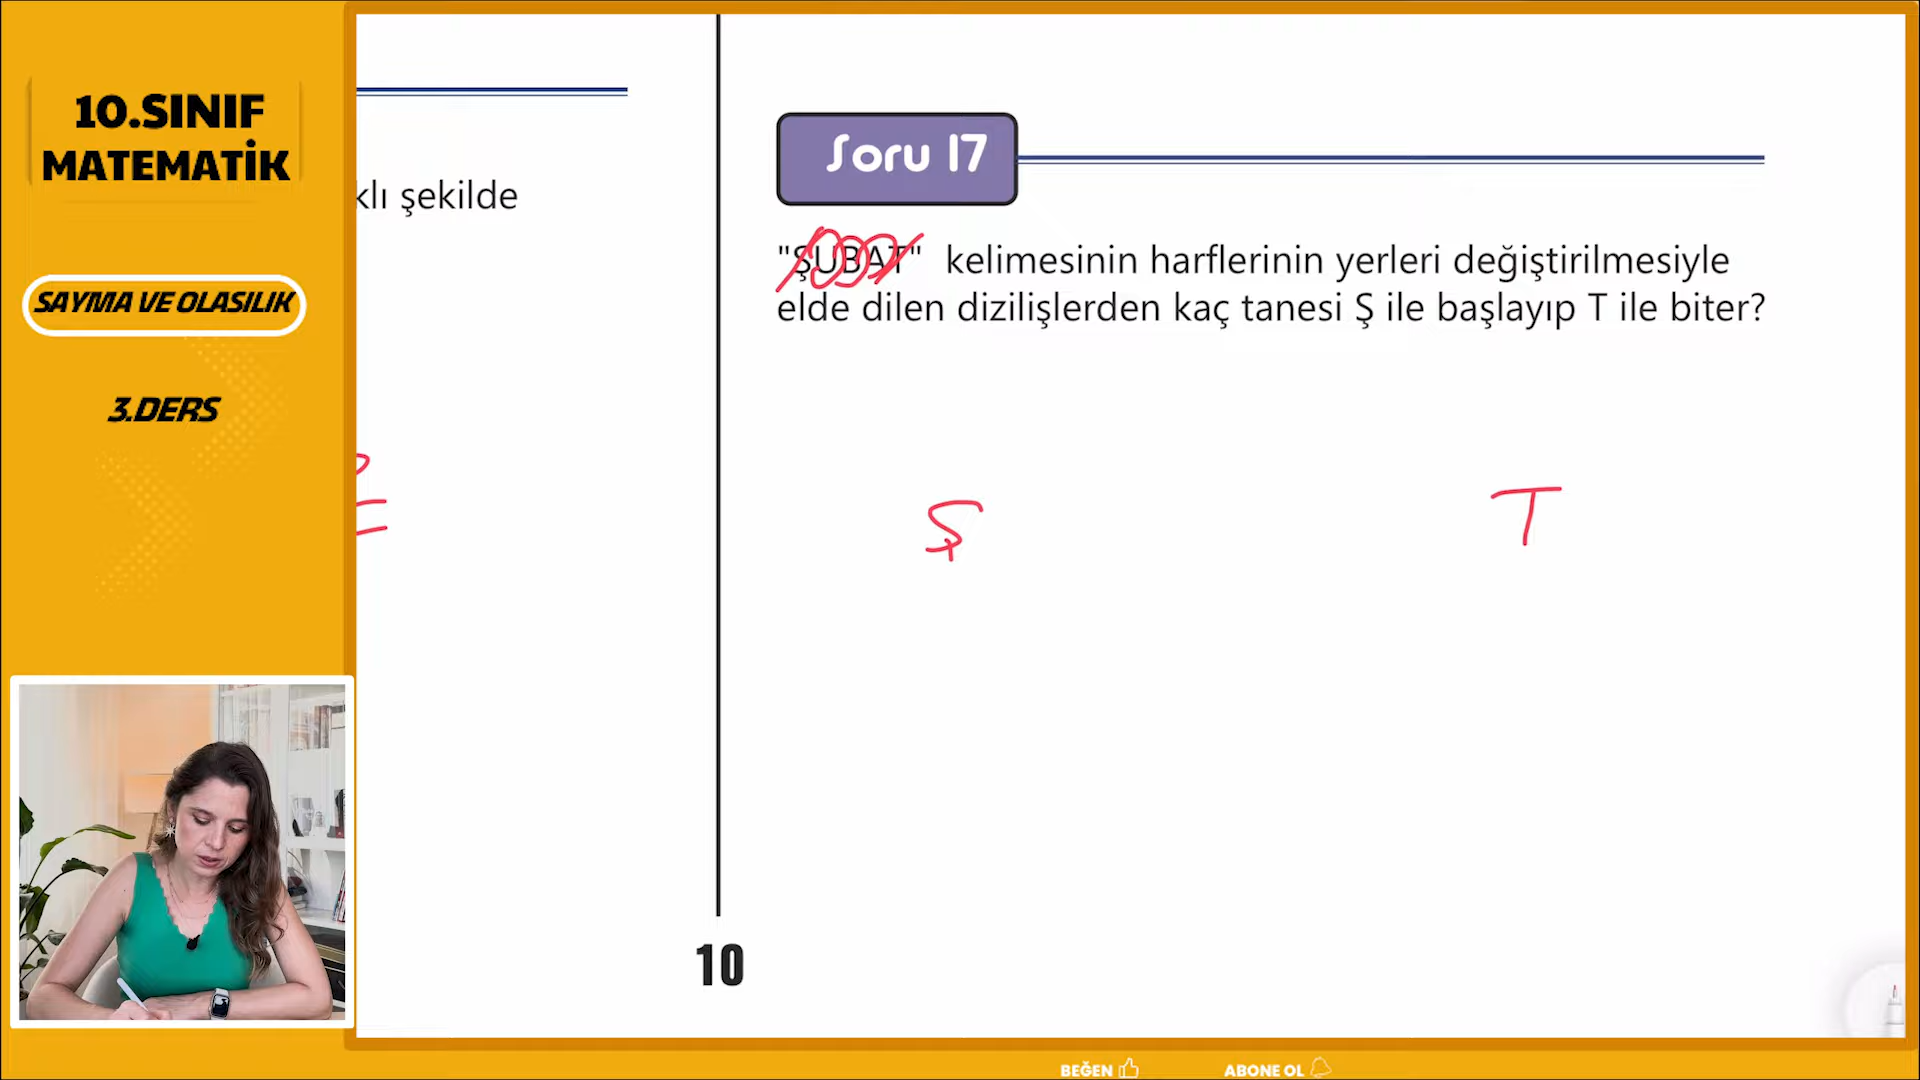 10.SINIF
MATEMATİK
SAYMA VE OLASILIK
3.DERS
klı şekilde
Soru 17
"ŞUBAT" kelimesinin harflerinin yerleri değiştirilmesiyle
elde dilen dizilişlerden kaç tanesi Ş ile başlayıp T ile biter?
Ş T
10
BEĞEN ABONE OL